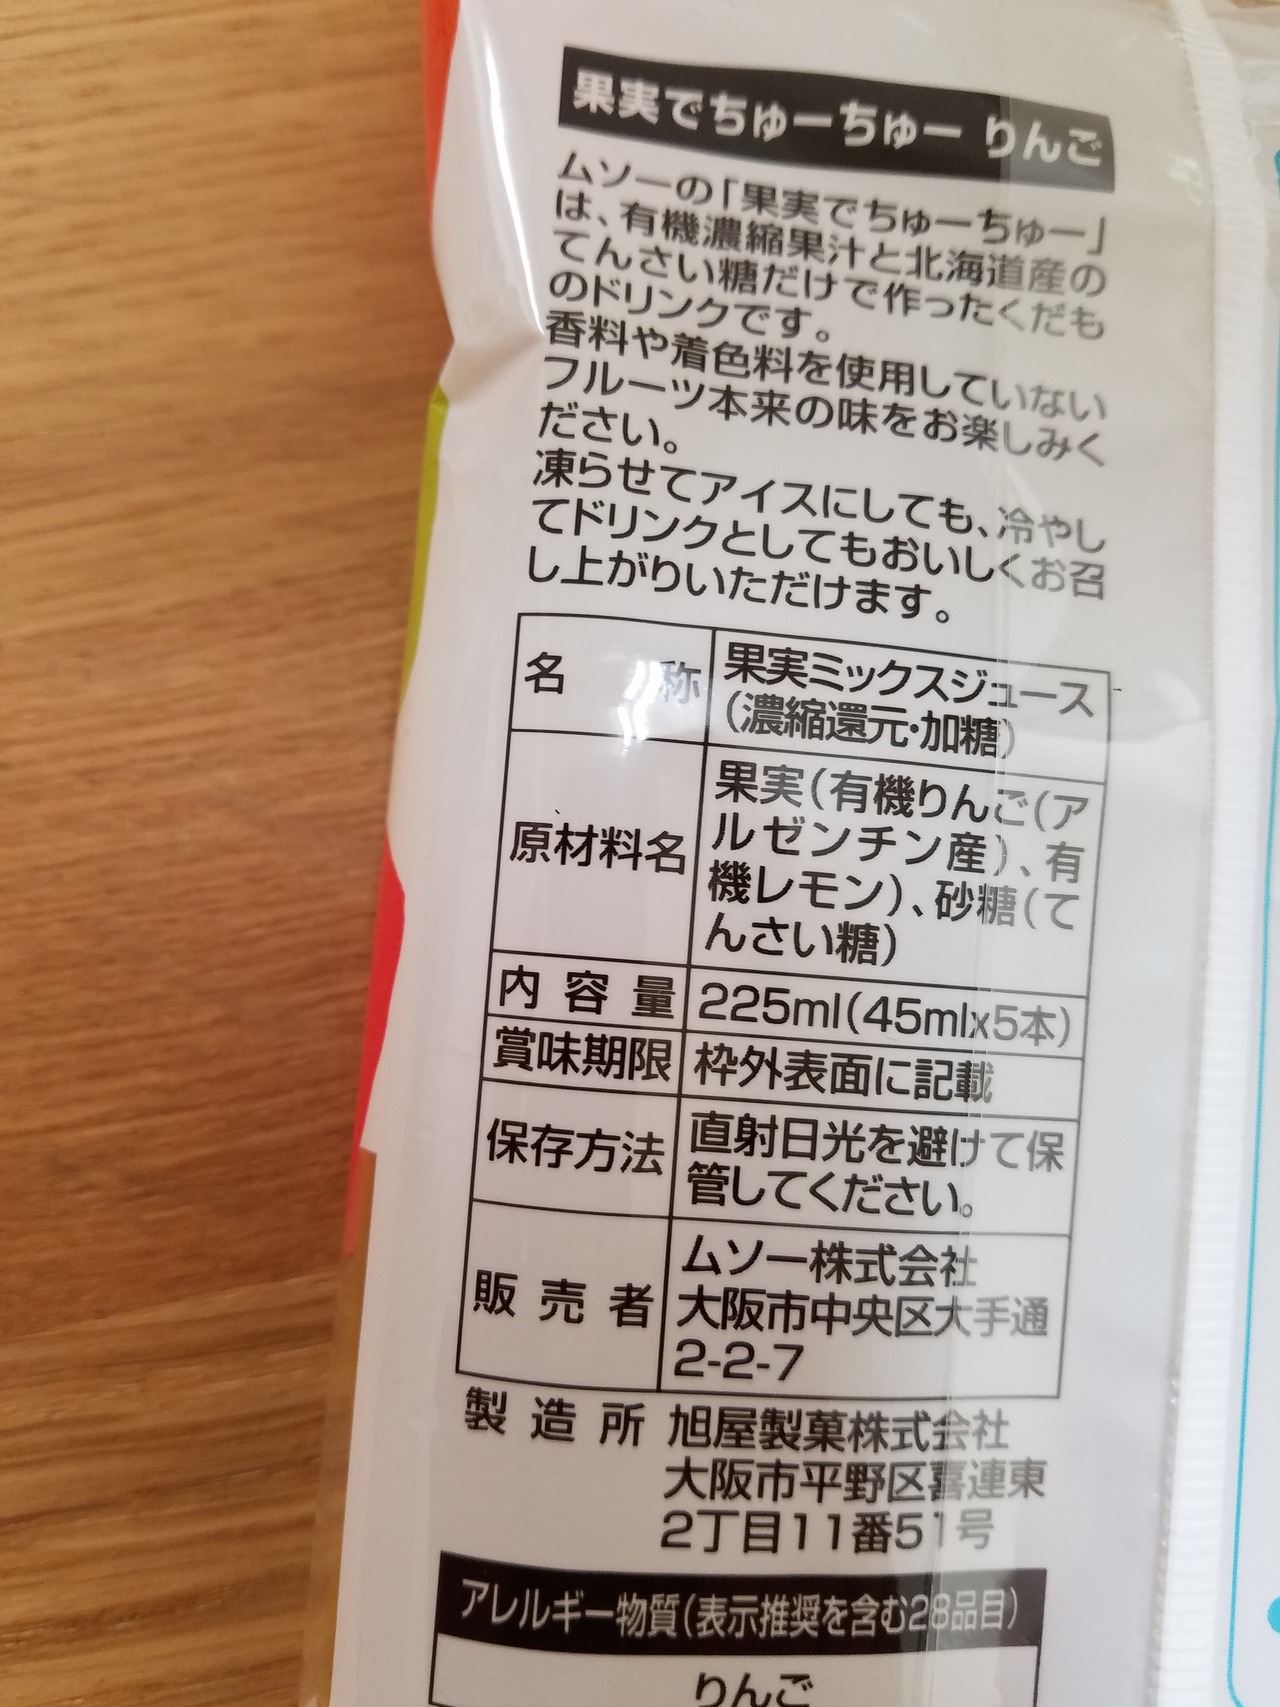 果実でちゅーちゅー りんご
ムソーの「果実でちゅーちゅー」
は、有機濃縮果汁と北海道産の
てんさい糖だけで作ったくだも
のドリンクです。
香料や着色料を使用していない
フルーツ本来の味をお楽しみく
ださい。
凍らせてアイスにしても、冷やし
てドリンクとしてもおいしくお召
し上がりいただけます。
名称 果実ミックスジュース
(濃縮還元・加糖)
原材料名 果実(有機りんご(ア
ルゼンチン産)、有
機レモン)、砂糖(て
んさい糖)
内容量 225ml(45mlx5本)
賞味期限 枠外表面に記載
保存方法 直射日光を避けて保
管してください。
販売者 ムソー株式会社
大阪市中央区大手通
2-2-7
製造所 旭屋製菓株式会社
大阪市平野区喜連東
2丁目11番51号
アレルギー物質(表示推奨を含む28品目)
りんご